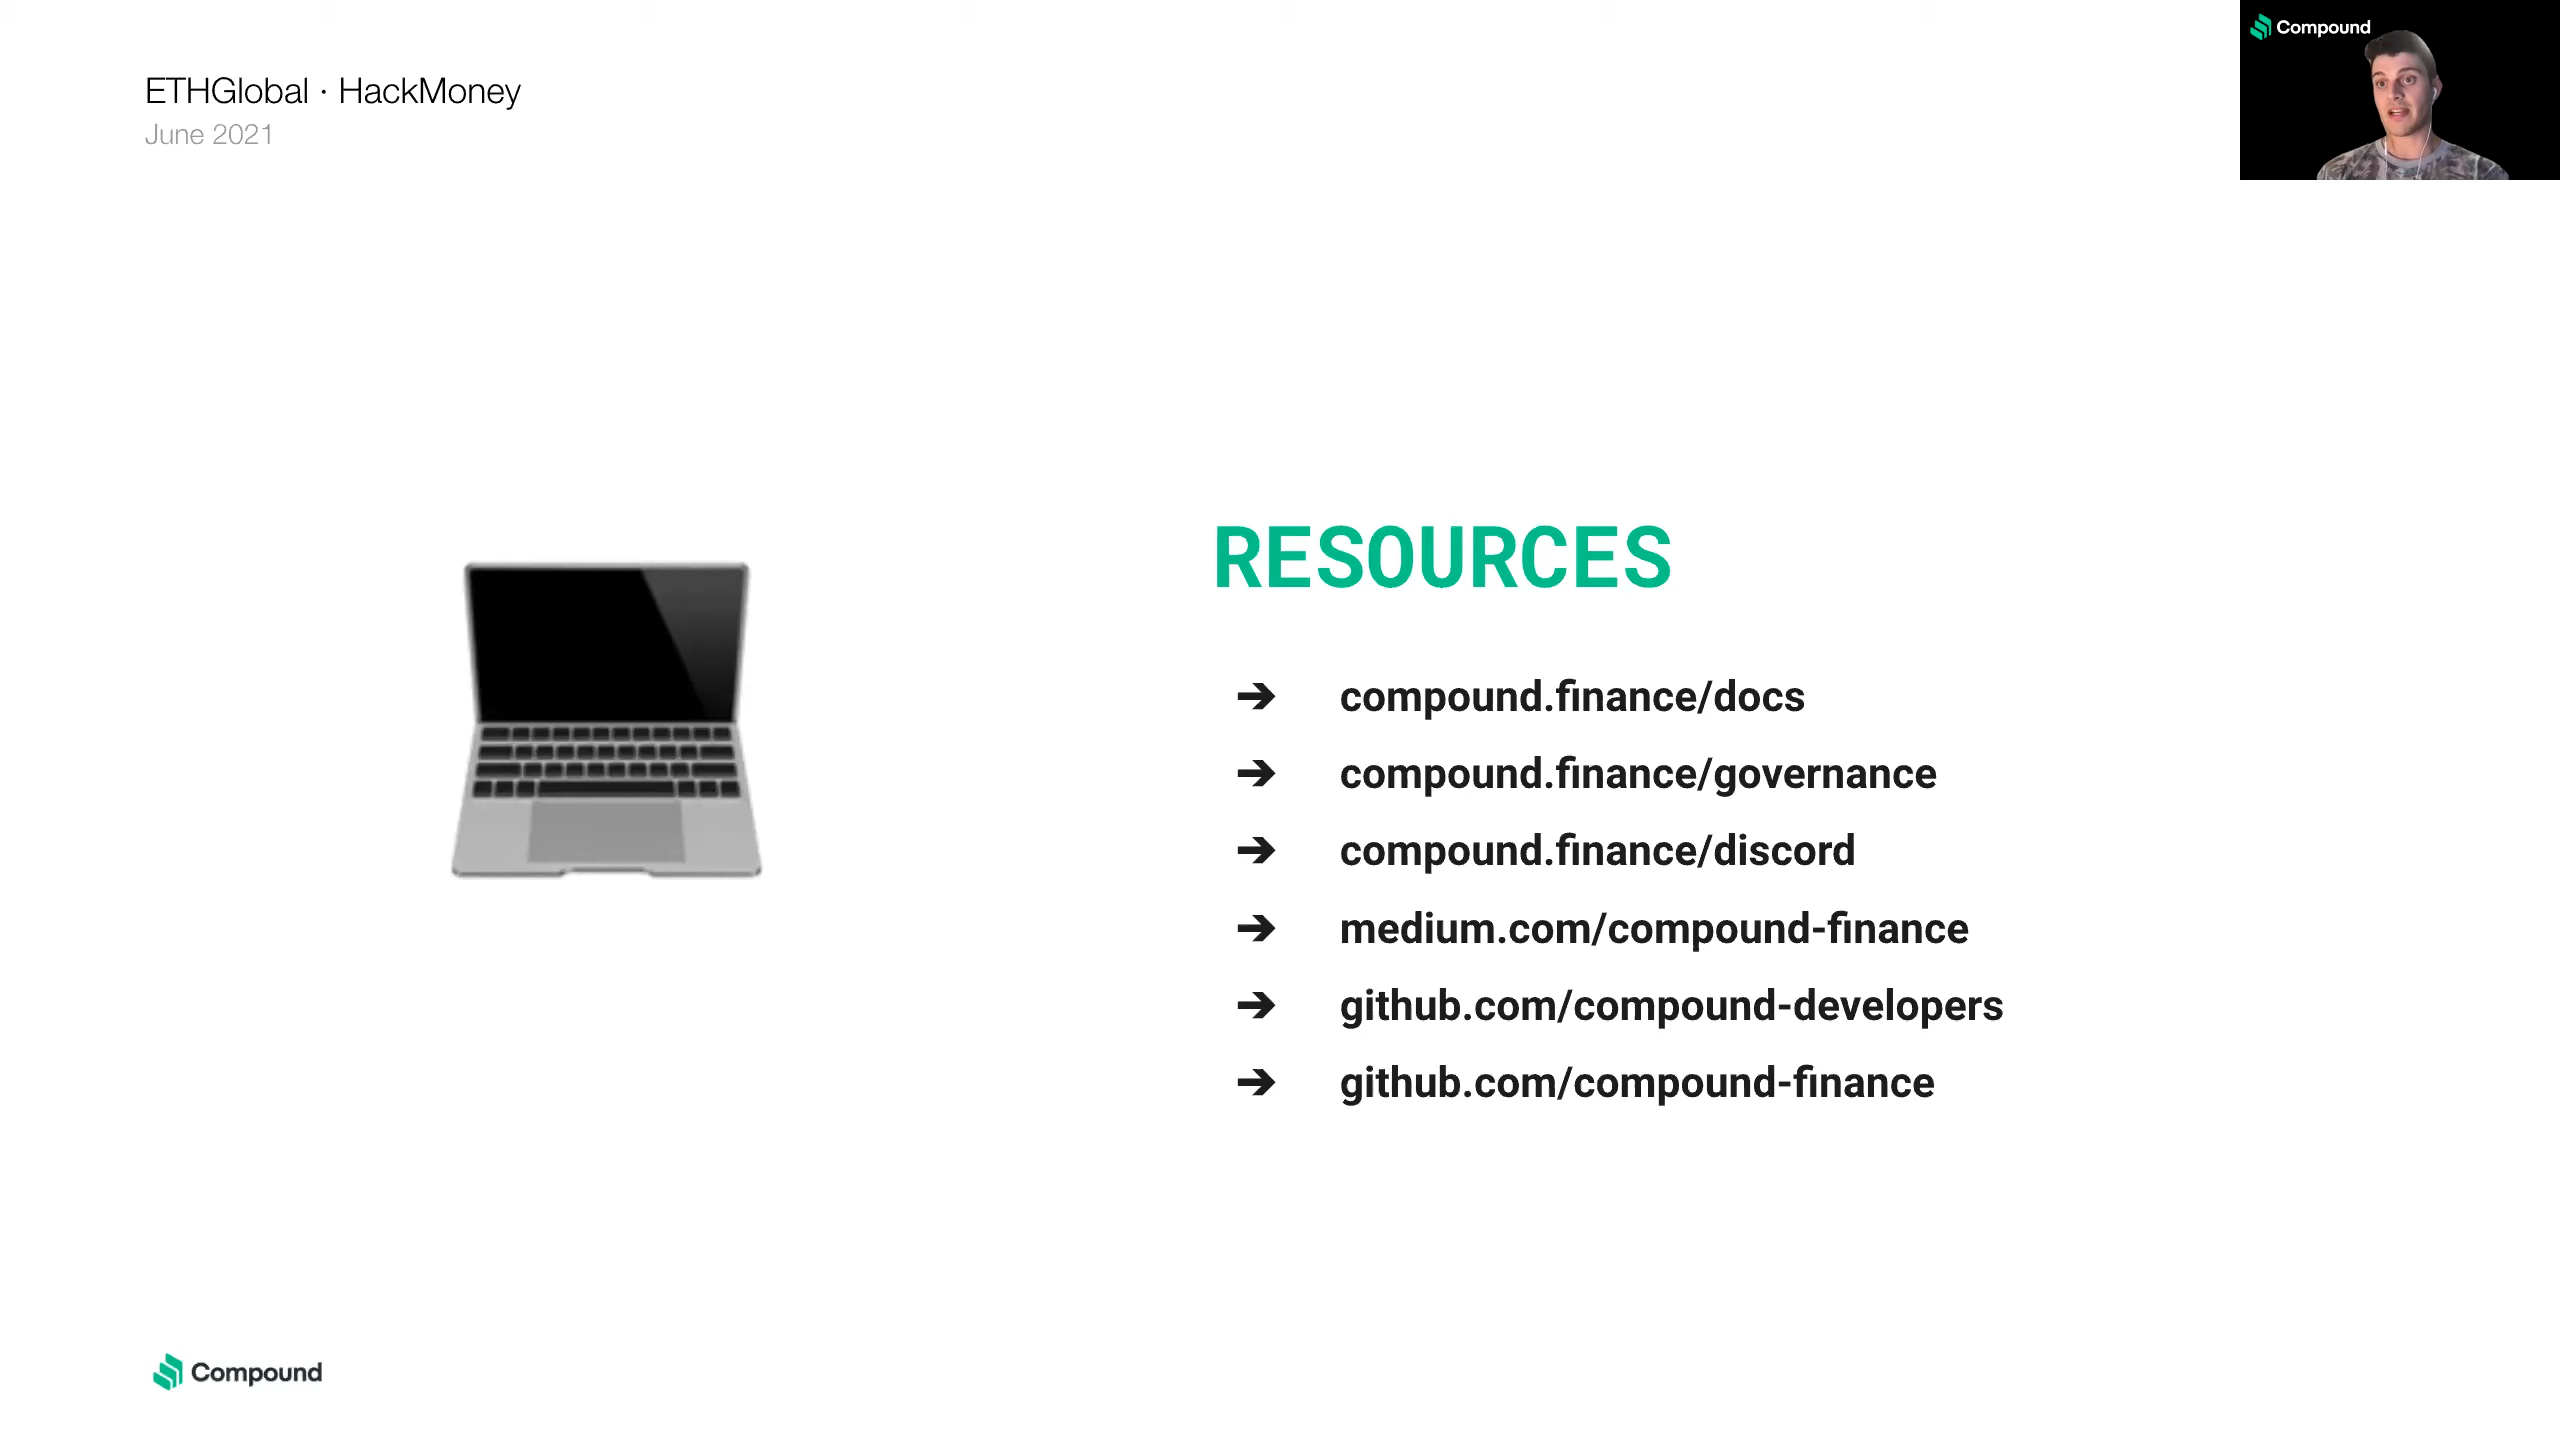 ETHGlobal · HackMoney
June 2021
Compound
RESOURCES
➔ compound.finance/docs
➔ compound.finance/governance
➔ compound.finance/discord
➔ medium.com/compound-finance
➔ github.com/compound-developers
➔ github.com/compound-finance
Compound